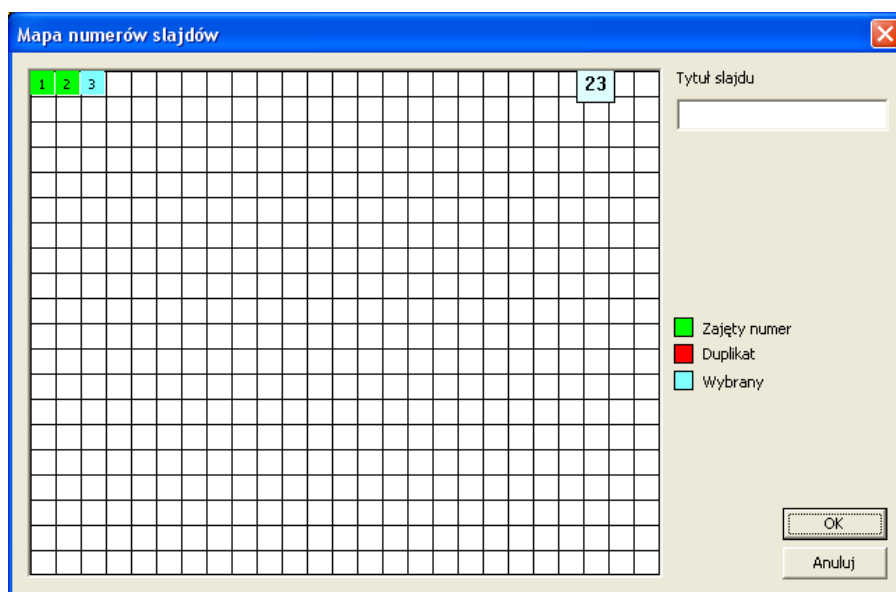 Mapa numerów slajdów
1 2 3 23
Tytuł slajdu
Zajęty numer
Duplikat
Wybrany
OK
Anuluj